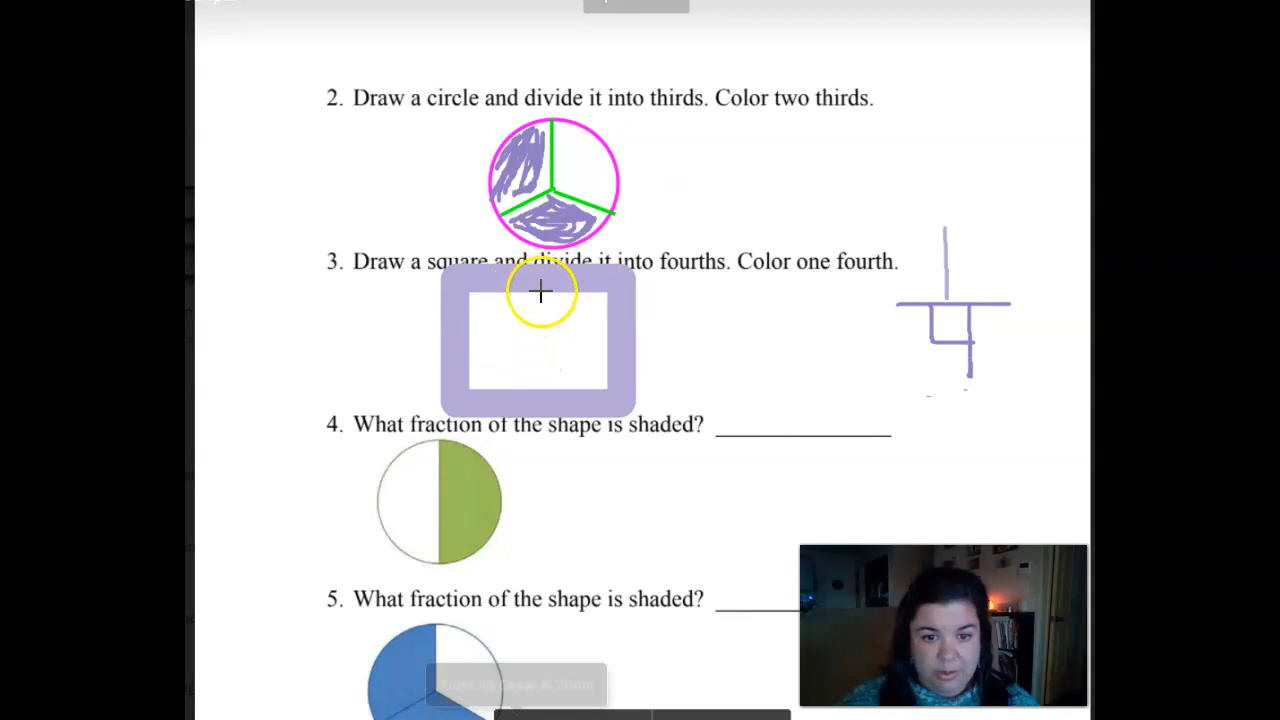 2. Draw a circle and divide it into thirds. Color two thirds.
3. Draw a square and divide it into fourths. Color one fourth.
1
4
4. What fraction of the shape is shaded?
5. What fraction of the shape is shaded?